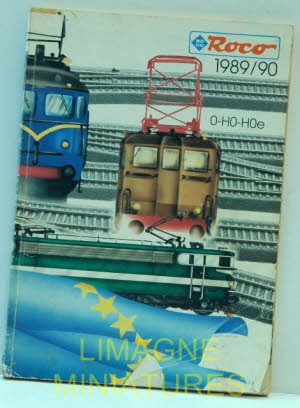 Roco
1989/90
0-H0-H0e
LIMAGNE
MINIATURES